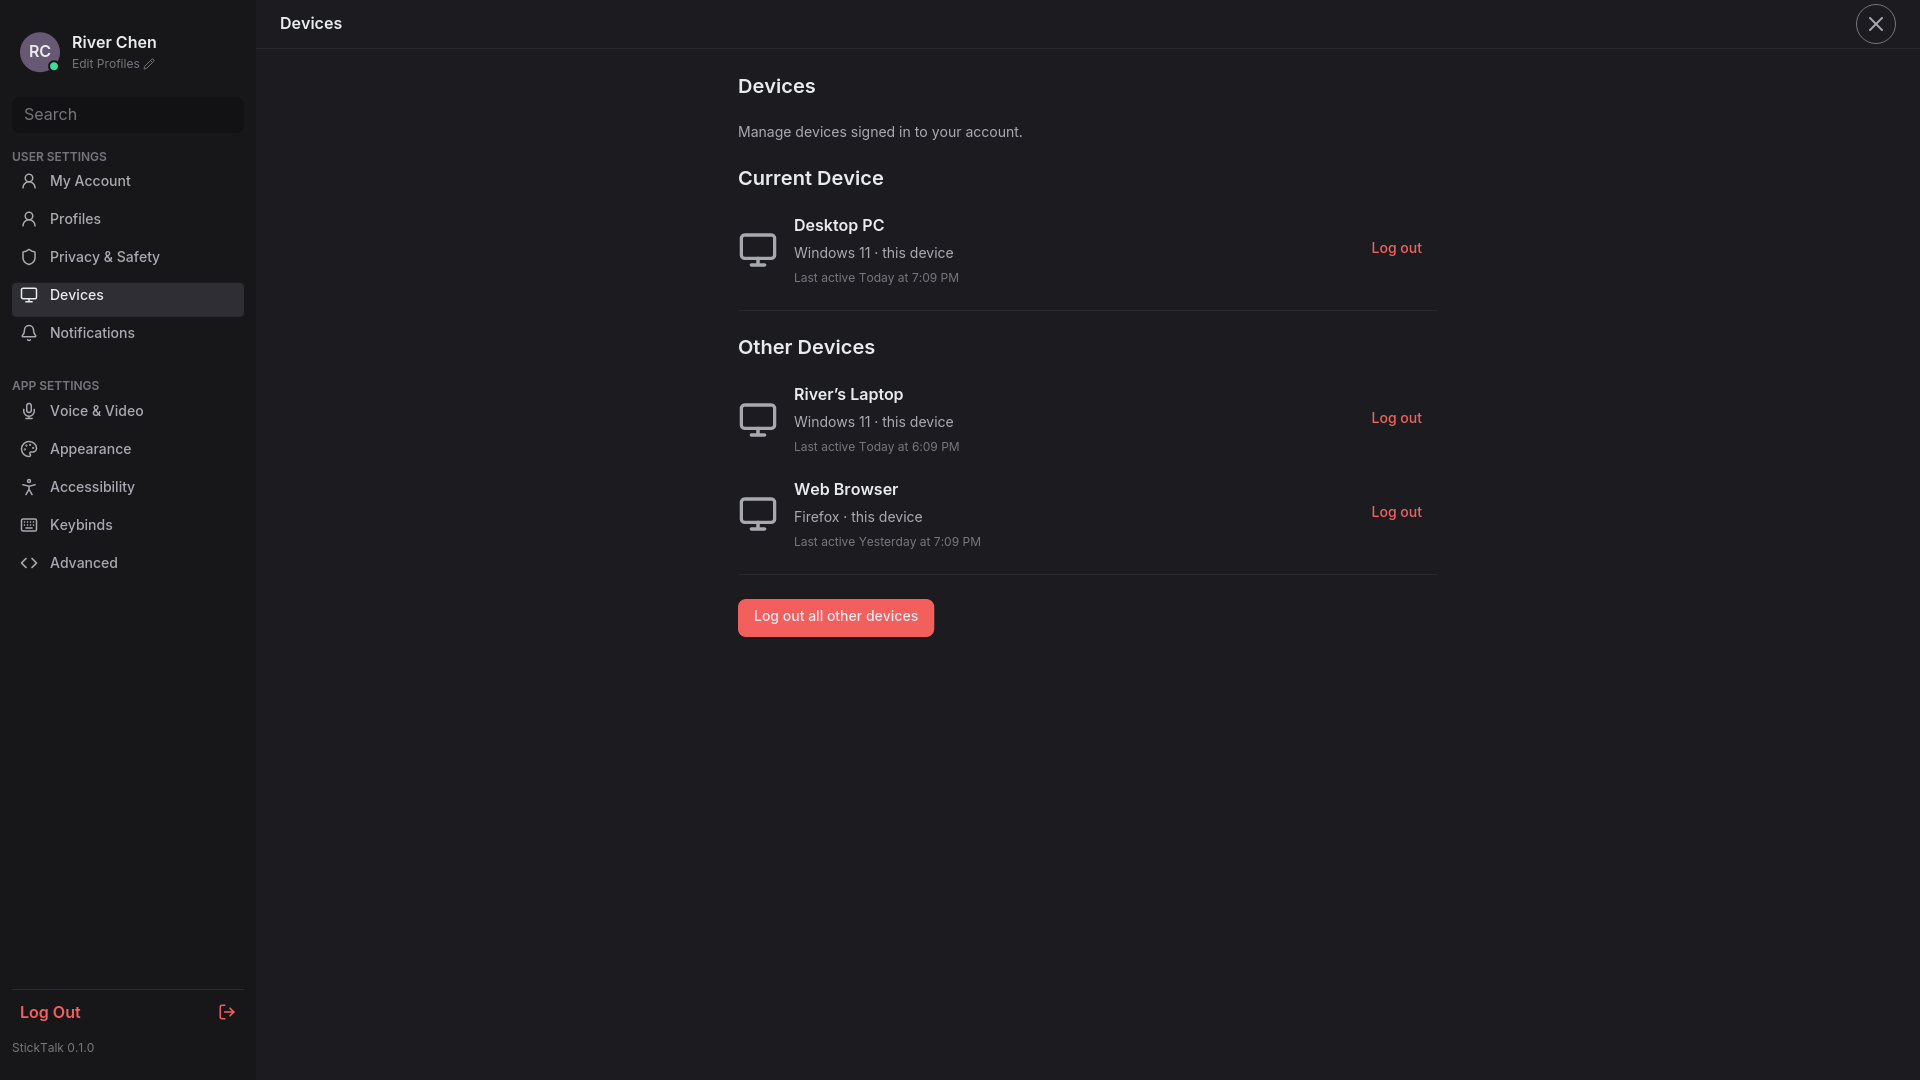 RC
River Chen
Edit Profiles
Search
USER SETTINGS
My Account
Profiles
Privacy & Safety
Devices
Notifications
APP SETTINGS
Voice & Video
Appearance
Accessibility
Keybinds
Advanced
Log Out
StickTalk 0.1.0
Devices
Devices
Manage devices signed in to your account.
Current Device
Desktop PC
Windows 11 · this device
Last active Today at 7:09 PM
Log out
Other Devices
River’s Laptop
Windows 11 · this device
Last active Today at 6:09 PM
Log out
Web Browser
Firefox · this device
Last active Yesterday at 7:09 PM
Log out
Log out all other devices